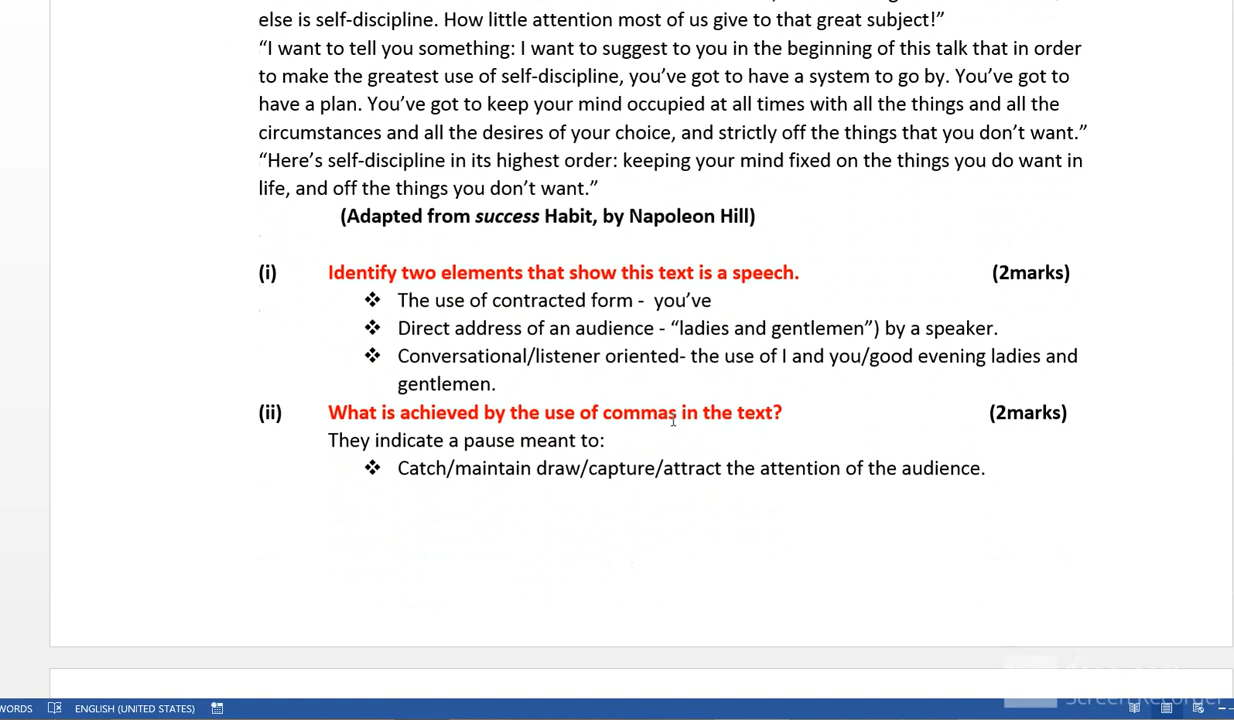 else is self-discipline. How little attention most of us give to that great subject!”
“I want to tell you something: I want to suggest to you in the beginning of this talk that in order
to make the greatest use of self-discipline, you’ve got to have a system to go by. You’ve got to
have a plan. You’ve got to keep your mind occupied at all times with all the things and all the
circumstances and all the desires of your choice, and strictly off the things that you don’t want.”
“Here’s self-discipline in its highest order: keeping your mind fixed on the things you do want in
life, and off the things you don’t want.”
(Adapted from success Habit, by Napoleon Hill)
(i) Identify two elements that show this text is a speech. (2marks)
❖ The use of contracted form - you’ve
❖ Direct address of an audience - “ladies and gentlemen”) by a speaker.
❖ Conversational/listener oriented- the use of I and you/good evening ladies and
gentlemen.
(ii) What is achieved by the use of commas in the text? (2marks)
They indicate a pause meant to:
❖ Catch/maintain draw/capture/attract the attention of the audience.
WORDS ENGLISH (UNITED STATES)